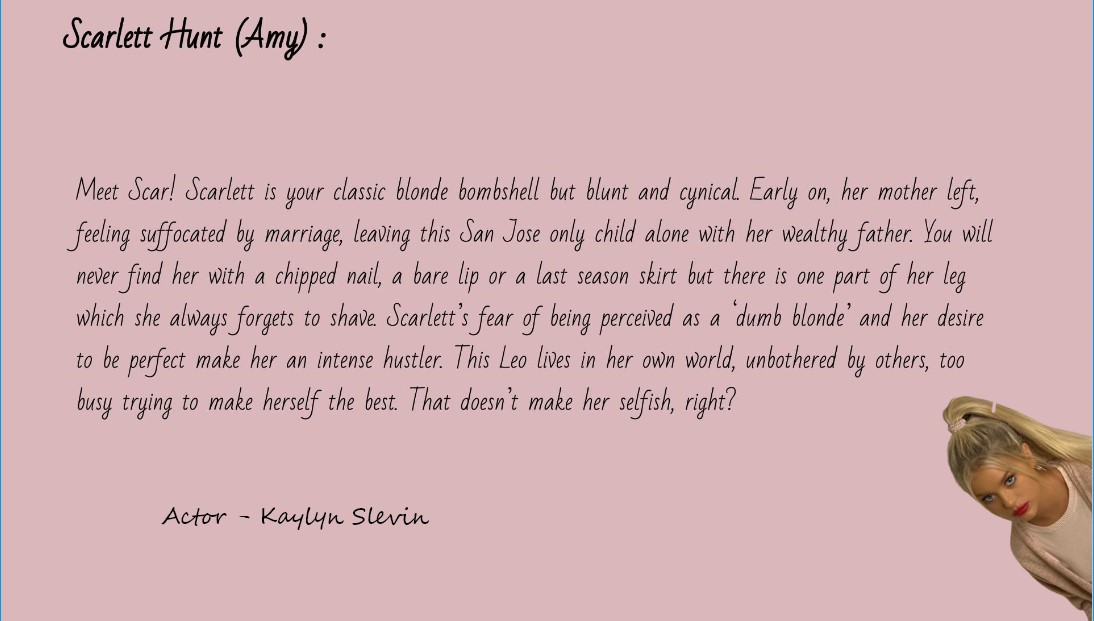 Scarlett Hunt (Amy) :
Meet Scar! Scarlett is your classic blonde bombshell but blunt and cynical. Early on, her mother left,
feeling suffocated by marriage, leaving this San Jose only child alone with her wealthy father. You will
never find her with a chipped nail, a bare lip or a last season skirt but there is one part of her leg
which she always forgets to shave. Scarlett’s fear of being perceived as a ‘dumb blonde’ and her desire
to be perfect make her an intense hustler. This Leo lives in her own world, unbothered by others, too
busy trying to make herself the best. That doesn’t make her selfish, right?
Actor - Kaylyn Slevin